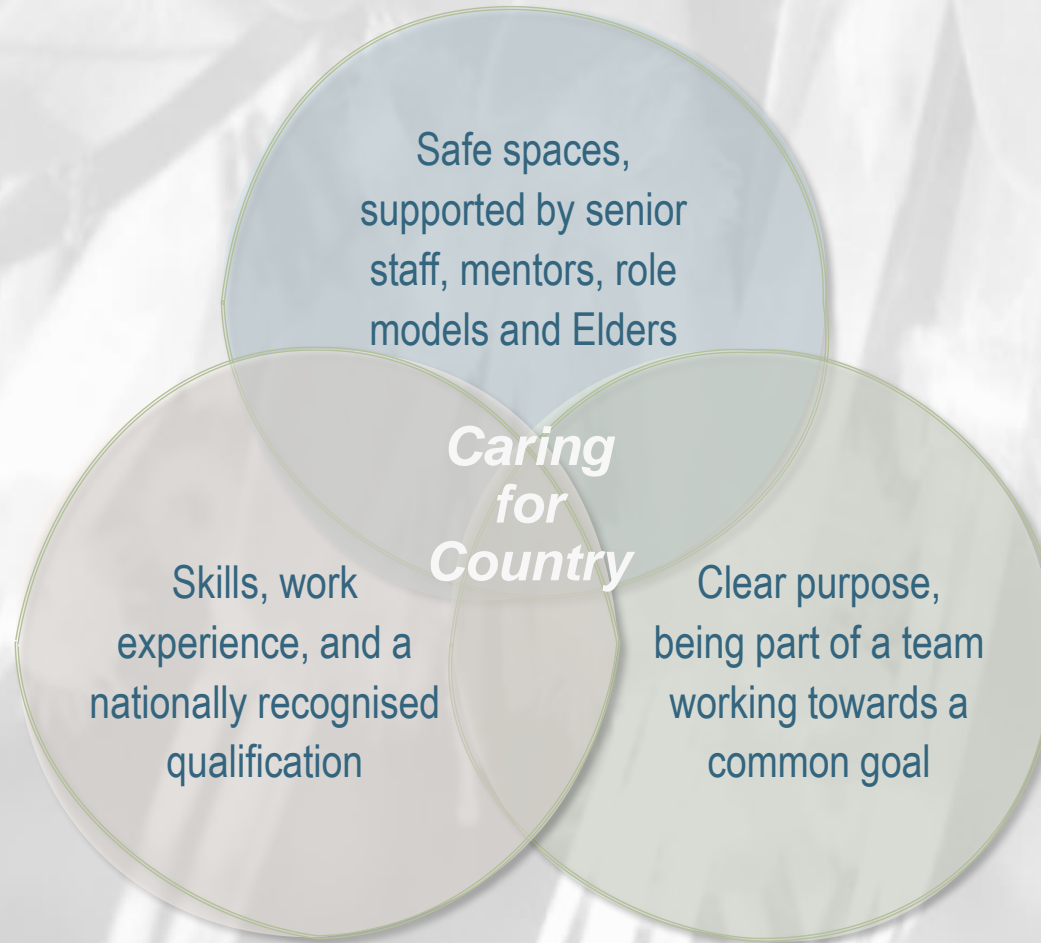 Safe spaces,
supported by senior
staff, mentors, role
models and Elders
Caring
for
Country
Skills, work
experience, and a
nationally recognised
qualification
Clear purpose,
being part of a team
working towards a
common goal